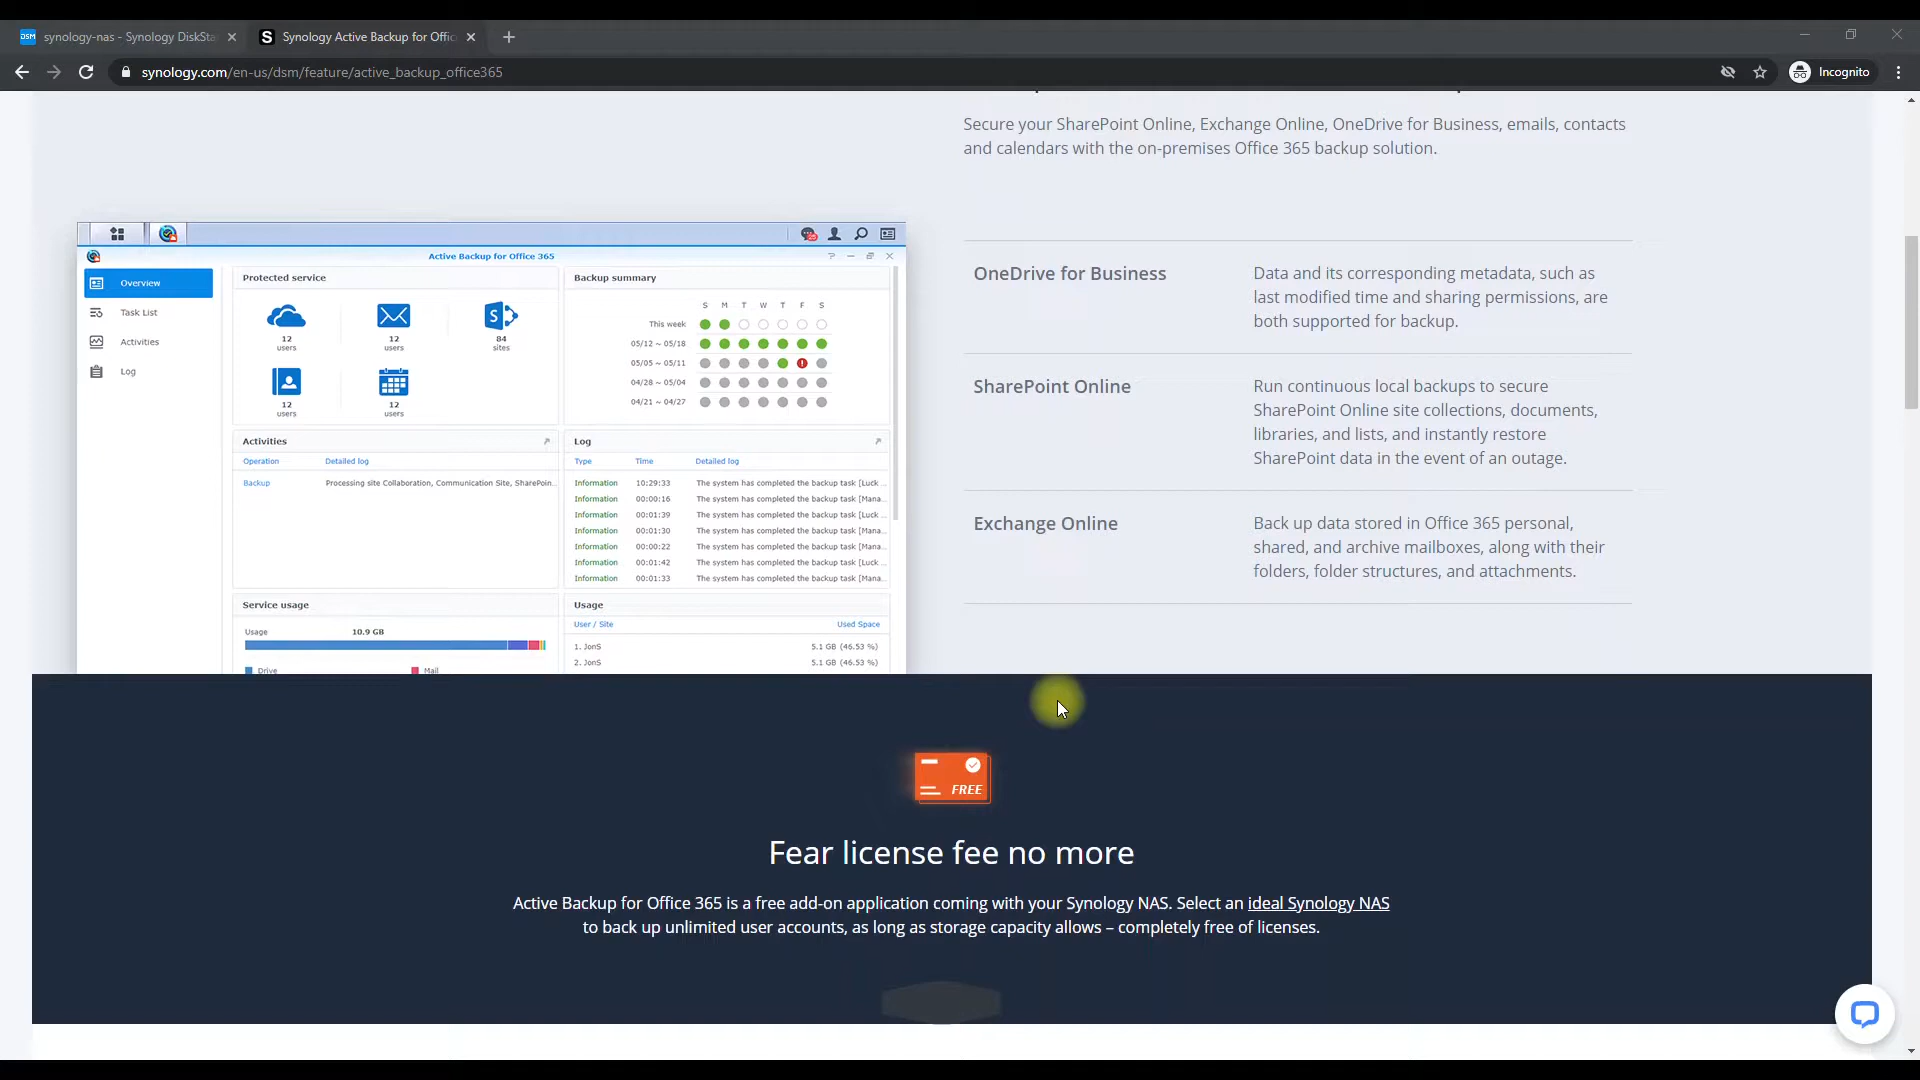 synology-nas - Synology DiskSta
Synology Active Backup for Offic
synology.com/en-us/dsm/feature/active_backup_office365
Incognito
Secure your SharePoint Online, Exchange Online, OneDrive for Business, emails, contacts
and calendars with the on-premises Office 365 backup solution.
Active Backup for Office 365
Overview
Task List
Activities
Log
Protected service
12
users
12
users
84
sites
12
users
12
users
Backup summary
S M T W T F S
This week
05/12 ~ 05/18
05/05 ~ 05/11
04/28 ~ 05/04
04/21 ~ 04/27
Activities
Operation Detailed log
Backup Processing site Collaboration, Communication Site, SharePoin...
Log
Type Time Detailed log
Information 10:29:33 The system has completed the backup task [Luck ...
Information 00:00:16 The system has completed the backup task [Mana...
Information 00:01:39 The system has completed the backup task [Luck ...
Information 00:01:30 The system has completed the backup task [Mana...
Information 00:00:22 The system has completed the backup task [Mana...
Information 00:01:42 The system has completed the backup task [Luck ...
Information 00:01:33 The system has completed the backup task [Mana...
Service usage
Usage 10.9 GB
Drive Mail
Usage
User / Site Used Space
1. JonS 5.1 GB (46.53 %)
2. JonS 5.1 GB (46.53 %)
OneDrive for Business
Data and its corresponding metadata, such as
last modified time and sharing permissions, are
both supported for backup.
SharePoint Online
Run continuous local backups to secure
SharePoint Online site collections, documents,
libraries, and lists, and instantly restore
SharePoint data in the event of an outage.
Exchange Online
Back up data stored in Office 365 personal,
shared, and archive mailboxes, along with their
folders, folder structures, and attachments.
FREE
Fear license fee no more
Active Backup for Office 365 is a free add-on application coming with your Synology NAS. Select an ideal Synology NAS
to back up unlimited user accounts, as long as storage capacity allows – completely free of licenses.